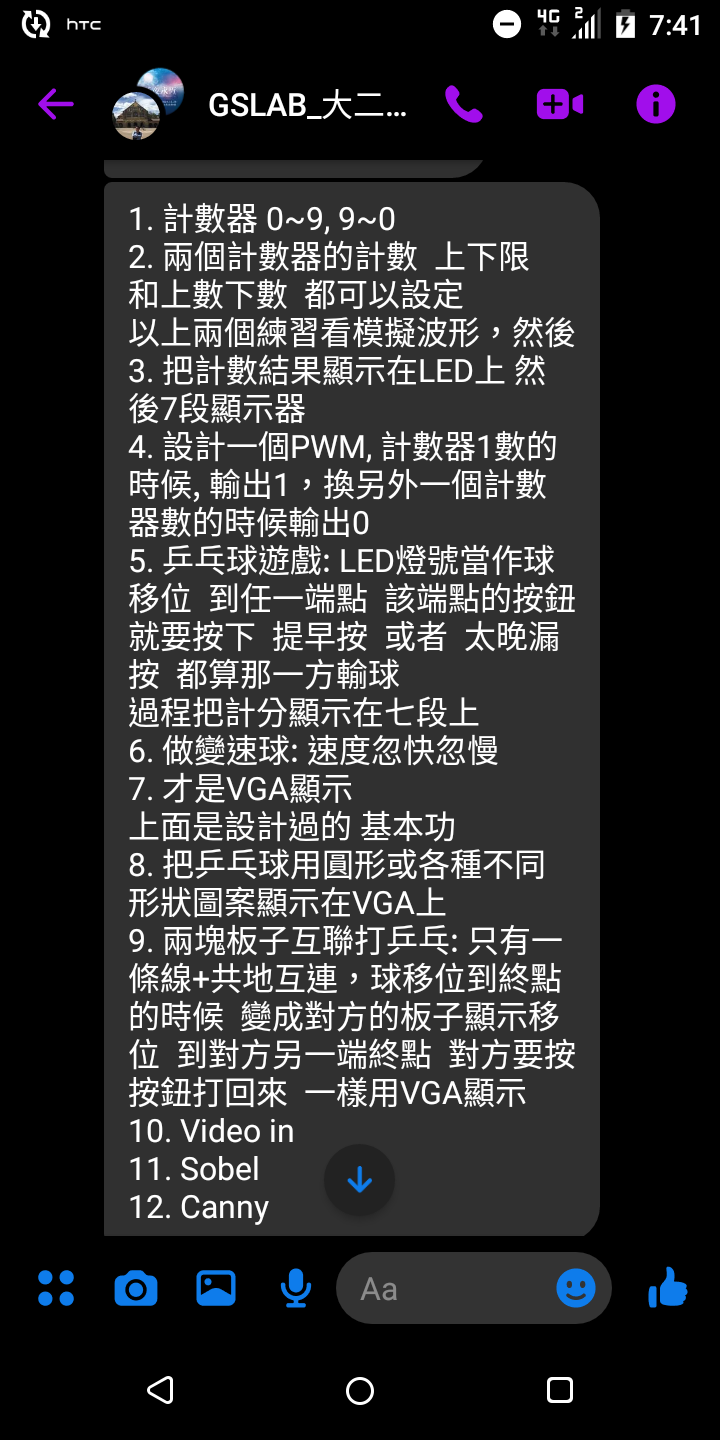 hTC
4G
2
7:41
GSLAB_大二...
1. 計數器 0~9, 9~0
2. 兩個計數器的計數 上下限
和上數下數 都可以設定
以上兩個練習看模擬波形，然後
3. 把計數結果顯示在LED上 然
後7段顯示器
4. 設計一個PWM, 計數器1數的
時候, 輸出1，換另外一個計數
器數的時候輸出0
5. 乒乓球遊戲: LED燈號當作球
移位 到任一端點 該端點的按鈕
就要按下 提早按 或者 太晚漏
按 都算那一方輸球
過程把計分顯示在七段上
6. 做變速球: 速度忽快忽慢
7. 才是VGA顯示
上面是設計過的 基本功
8. 把乒乓球用圓形或各種不同
形狀圖案顯示在VGA上
9. 兩塊板子互聯打乒乓: 只有一
條線+共地互連，球移位到終點
的時候 變成對方的板子顯示移
位 到對方另一端終點 對方要按
按鈕打回來 一樣用VGA顯示
10. Video in
11. Sobel
12. Canny
Aa